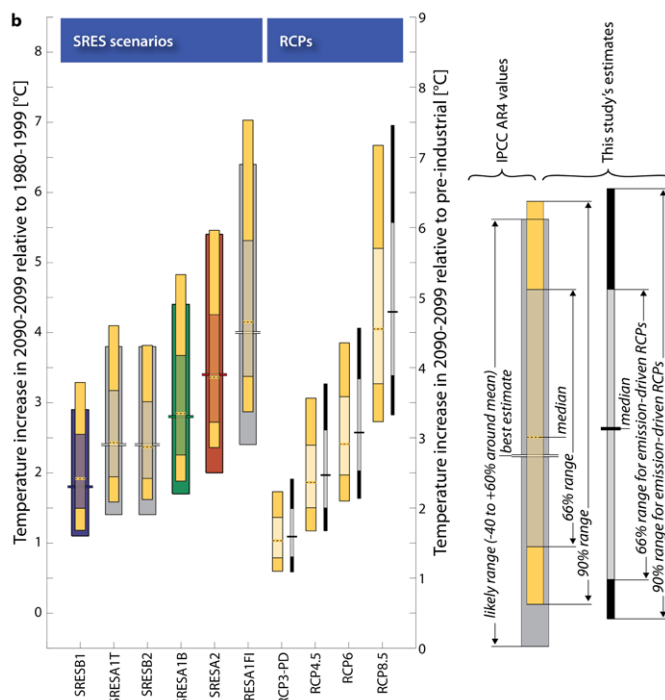 b
SRES scenarios
RCPs
Temperature increase in 2090-2099 relative to 1980-1999 [°C]
8
7
6
5
4
3
2
1
0
Temperature increase in 2090-2099 relative to pre-industrial [°C]
9
8
7
6
5
4
3
2
1
0
SRESB1
SRESA1T
SRESB2
SRESA1B
SRESA2
SRESA1FI
RCP3-PD
RCP4.5
RCP6
RCP8.5
IPCC AR4 values
This study's estimates
likely range (-40 to +60% around mean)
best estimate
median
66% range
90% range
median
66% range for emission-driven RCPs
90% range for emission-driven RCPs